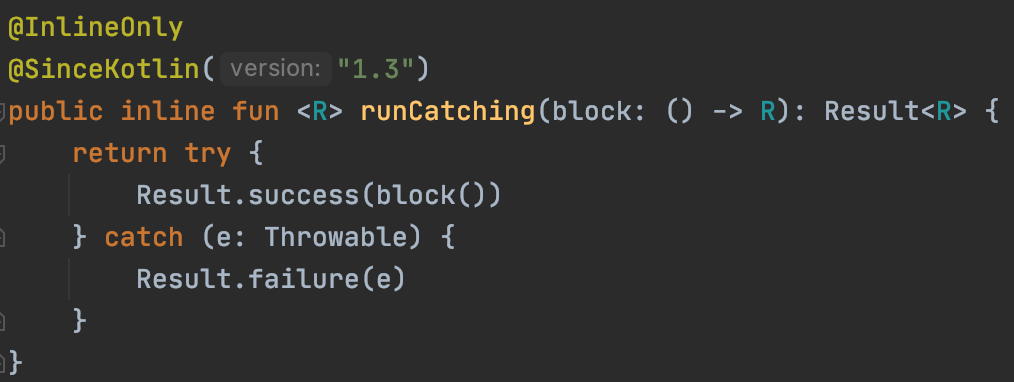 @InlineOnly
@SinceKotlin( version: "1.3")
public inline fun <R> runCatching(block: () -> R): Result<R> {
    return try {
        Result.success(block())
    } catch (e: Throwable) {
        Result.failure(e)
    }
}